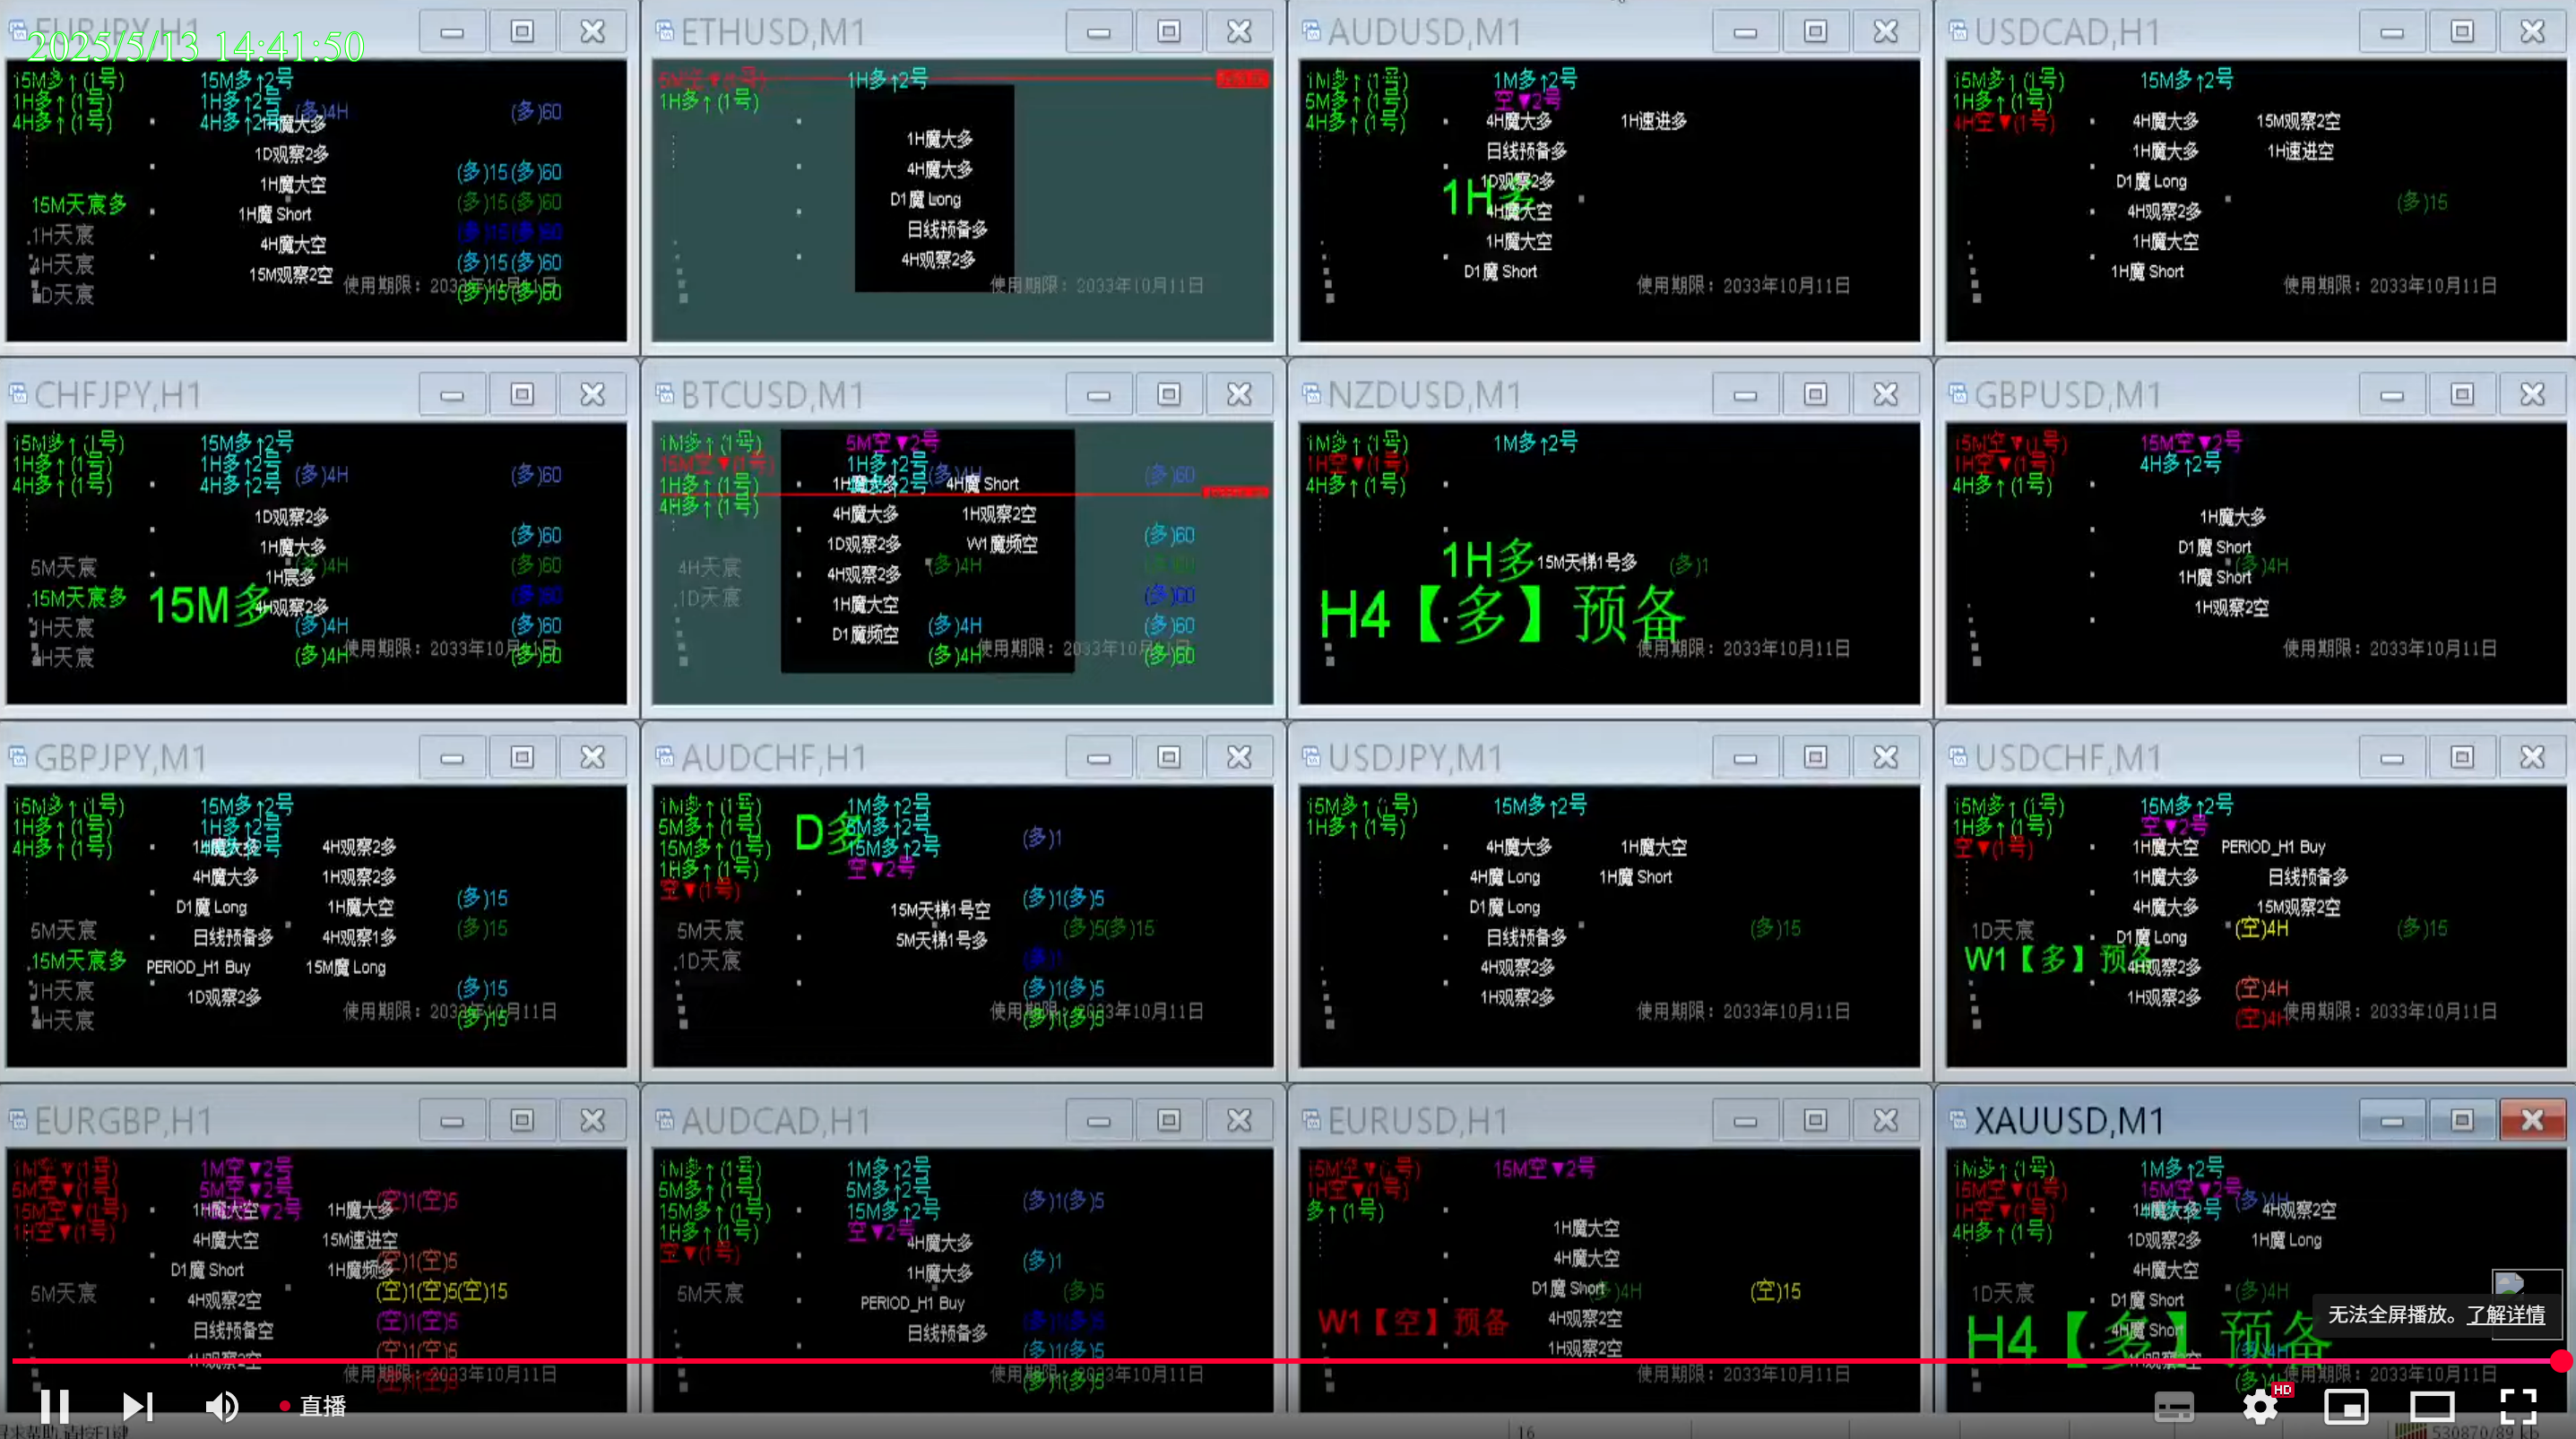 EURJPY,H1
2025/5/13 14:41:50
15M多↑(1号) 15M多↑2号
1H多↑(1号) 1H多↑2号
4H多↑(1号) 4H多↑2号 (多)4H (多)60
1H魔大多
1D观察2多
(多)15(多)60
1H魔大空
15M天宸多 (多)15(多)60
1H魔 Short
1H天宸 (多)15(多)60
4H魔大空
4H天宸 (多)15(多)60
15M观察2空
1D天宸 (多)15(多)60
使用期限：2033年10月11日
ETHUSD,M1
1H多↑2号
1H多↑(1号)
1H魔大多
4H魔大多
D1魔 Long
日线预备多
4H观察2多
使用期限：2033年10月11日
AUDUSD,M1
1M多↑(1号) 1M多↑2号
5M多↑(1号) 空▼2号
4H多↑(1号) 4H魔大多 1H速进多
日线预备多
1D观察2多
1H多
4H魔大空
1H魔大空
D1魔 Short
使用期限：2033年10月11日
USDCAD,H1
15M多↑(1号) 15M多↑2号
1H多↑(1号)
4H空▼(1号) 4H魔大多 15M观察2空
1H魔大多 1H速进空
D1魔 Long
4H观察2多 (多)15
1H魔大空
1H魔 Short
使用期限：2033年10月11日
CHFJPY,H1
15M多↑(1号) 15M多↑2号
1H多↑(1号) 1H多↑2号
4H多↑(1号) 4H多↑2号 (多)4H (多)60
1D观察2多
1H魔大多 (多)60
5M天宸 (多)4H (多)60
1H宸多
15M天宸多 15M多 (多)60
4H观察2多
1H天宸 (多)4H (多)60
4H天宸 (多)4H (多)60
使用期限：2033年10月11日
BTCUSD,M1
1M多↑(1号) 5M空▼2号
15M空▼(1号) 1H多↑2号
(多)4H (多)60
1H多↑(1号) 1H魔大多 4H魔 Short
4H多↑(1号) 4H魔大多 1H观察2空
(多)60
1D观察2多 W1魔频空
4H天宸 4H观察2多 (多)4H
1D天宸 1H魔大空
D1魔频空 (多)4H (多)60
(多)4H (多)60
使用期限：2033年10月11日
NZDUSD,M1
1M多↑(1号) 1M多↑2号
1H空▼(1号)
4H多↑(1号)
1H多 15M天梯1号多 (多)1
H4【多】预备
使用期限：2033年10月11日
GBPUSD,M1
15M空▼(1号) 15M空▼2号
1H空▼(1号) 4H多↑2号
4H多↑(1号)
1H魔大多
D1魔 Short
(多)4H
1H魔 Short
1H观察2空
使用期限：2033年10月11日
GBPJPY,M1
15M多↑(1号) 15M多↑2号
1H多↑(1号) 1H多↑2号
4H多↑(1号) 4H多↑2号
1H魔大多 4H观察2多
4H魔大多 1H观察2多
(多)15
D1魔 Long 1H魔大空
5M天宸 (多)15
日线预备多 4H观察1多
15M天宸多
PERIOD_H1 Buy 15M魔 Long
1H天宸 (多)15
1D观察2多
4H天宸 (多)15
使用期限：2033年10月11日
AUDCHF,H1
1M多↑(1号) 1M多↑2号
5M多↑(1号) D多 5M多↑2号
15M多↑(1号) 15M多↑2号 (多)1
1H多↑(1号) 空▼2号
空▼(1号)
15M天梯1号空 (多)1(多)5
5M天宸 5M天梯1号多 (多)5(多)15
1D天宸
(多)1(多)5
(多)1(多)5
使用期限：2033年10月11日
USDJPY,M1
15M多↑(1号) 15M多↑2号
1H多↑(1号)
4H魔大多 1H魔大空
4H魔 Long 1H魔 Short
D1魔 Long
日线预备多 (多)15
4H观察2多
1H观察2多
使用期限：2033年10月11日
USDCHF,M1
15M多↑(1号) 15M多↑2号
1H多↑(1号) 空▼2号
空▼(1号) 1H魔大空 PERIOD_H1 Buy
1H魔大多 日线预备多
4H魔大多 15M观察2空
1D天宸 D1魔 Long (空)4H (多)15
W1【多】预备
4H观察2多
1H观察2多 (空)4H
(空)4H
使用期限：2033年10月11日
EURGBP,H1
1M空▼(1号) 1M空▼2号
5M空▼(1号) 5M空▼2号
15M空▼(1号) 15M空▼2号 (空)1(空)5
1H魔大空 1H魔大多
1H空▼(1号)
4H魔大空 15M速进空
(空)1(空)5
D1魔 Short 1H魔频多
5M天宸 (空)1(空)5(空)15
4H观察2空
日线预备空 (空)1(空)5
1H观察2空 (空)1(空)5
使用期限：2033年10月11日
AUDCAD,H1
1M多↑(1号) 1M多↑2号
5M多↑(1号) 5M多↑2号
15M多↑(1号) 15M多↑2号 (多)1(多)5
1H多↑(1号) 空▼2号
空▼(1号) 4H魔大多
1H魔大多 (多)1
5M天宸 PERIOD_H1 Buy (多)5
日线预备多 (多)1(多)5
(多)1(多)5
(多)1(多)5
使用期限：2033年10月11日
EURUSD,H1
15M空▼(1号) 15M空▼2号
1H空▼(1号)
多↑(1号)
1H魔大空
4H魔大空
D1魔 Short (多)4H (空)15
W1【空】预备 4H观察2空
1H观察2空
使用期限：2033年10月11日
XAUUSD,M1
1M多↑(1号) 1M多↑2号
15M空▼(1号) 15M空▼2号
1H空▼(1号) 1H魔大多 (多)4H 4H观察2空
4H多↑(1号) 1D观察2多 1H魔 Long
4H魔大空
1D天宸 D1魔 Short (多)4H
H4【多】预备
4H魔 Short
使用期限：2033年10月11日
无法全屏播放。了解详情
直播
HD
16
530870/89 kb